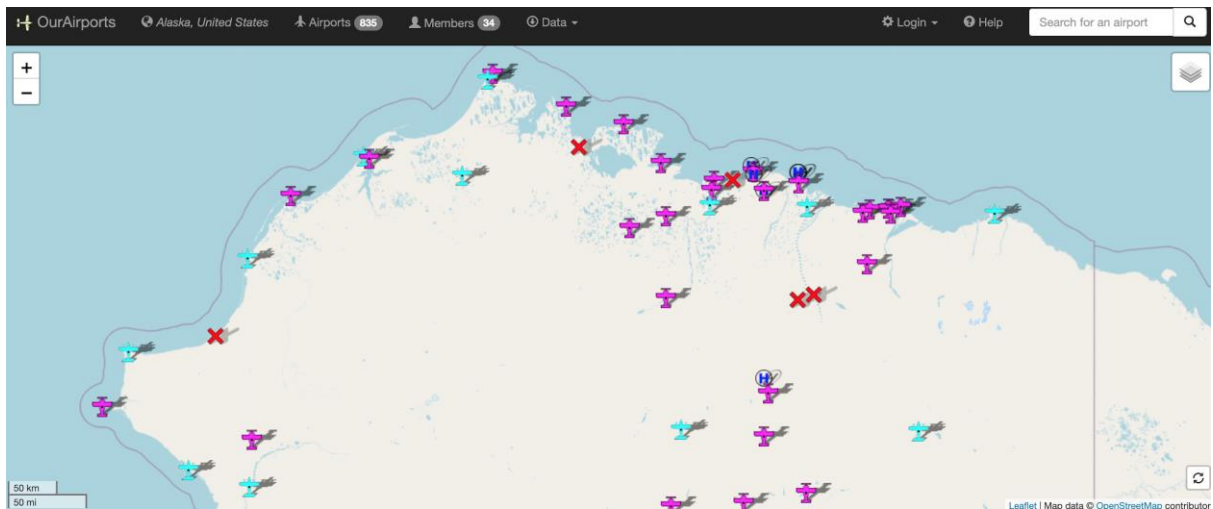 OurAirports Alaska, United States Airports 835 Members 34 Data Login Help Search for an airport
+
−
H
H
H
H
50 km
50 mi
Leaflet | Map data © OpenStreetMap contributor